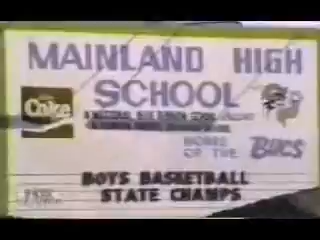 MAINLAND HIGH
SCHOOL
Coke
HOME
OF THE BUCS
BOYS BASKETBALL
STATE CHAMPS